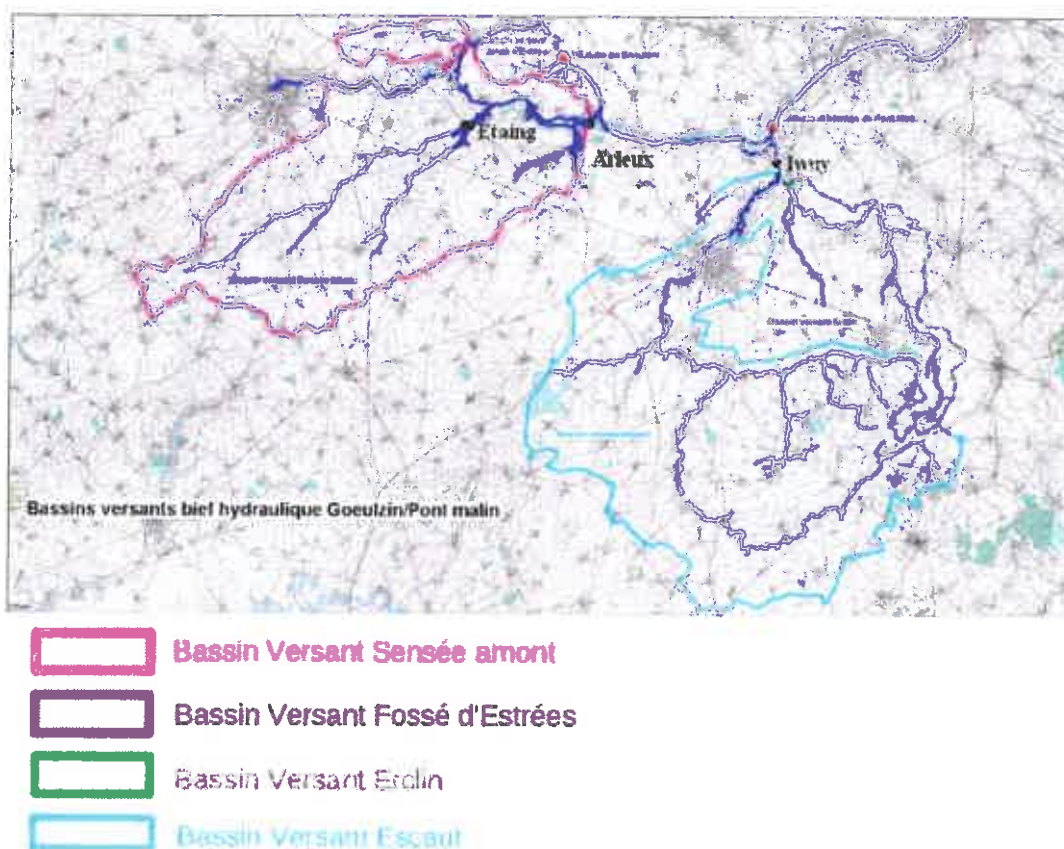 Etaing
Arleux
Iwuy
Bassins versants bief hydraulique Goeulzin/Pont malin
Bassin Versant Sensée amont
Bassin Versant Fossé d'Estrées
Bassin Versant Erclin
Bassin Versant Escaut